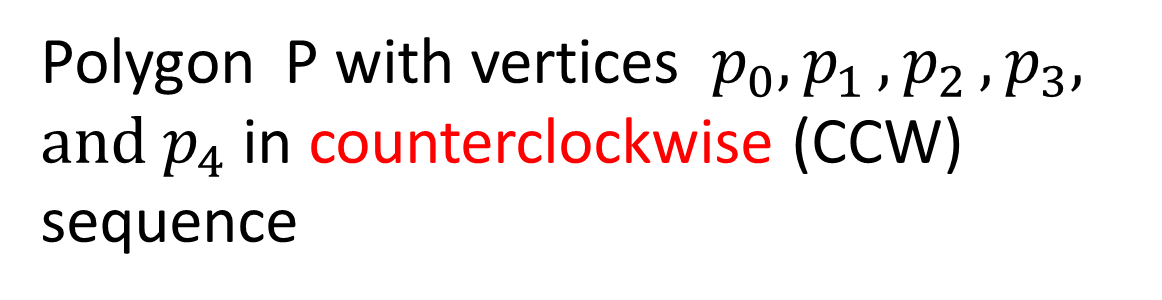 Polygon P with vertices p₀, p₁ , p₂ , p₃,
and p₄ in counterclockwise (CCW)
sequence